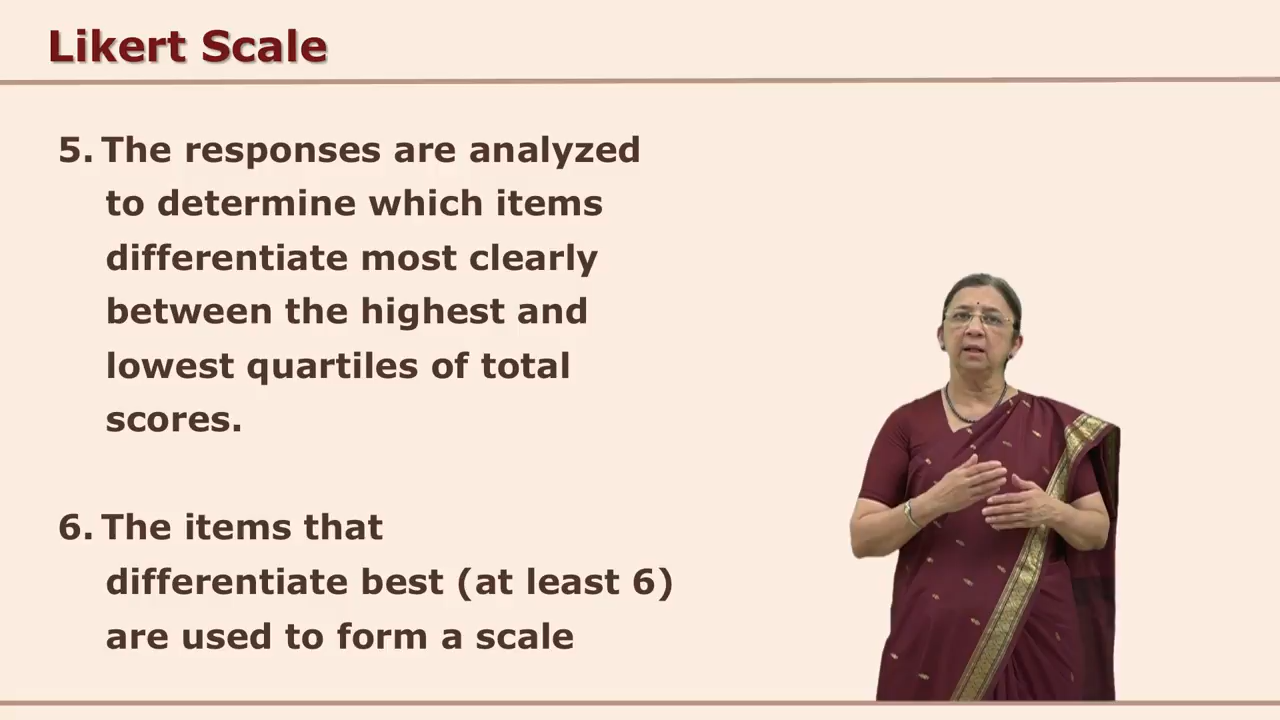 Likert Scale
5. The responses are analyzed
to determine which items
differentiate most clearly
between the highest and
lowest quartiles of total
scores.
6. The items that
differentiate best (at least 6)
are used to form a scale